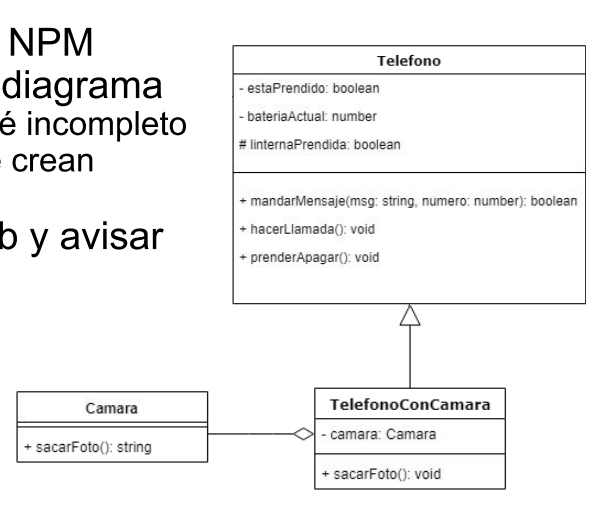 NPM
diagrama
é incompleto
crean
b y avisar
Telefono
- estaPrendido: boolean
- bateriaActual: number
# linternaPrendida: boolean
+ mandarMensaje(msg: string, numero: number): boolean
+ hacerLlamada(): void
+ prenderApagar(): void
Camara
+ sacarFoto(): string
TelefonoConCamara
- camara: Camara
+ sacarFoto(): void